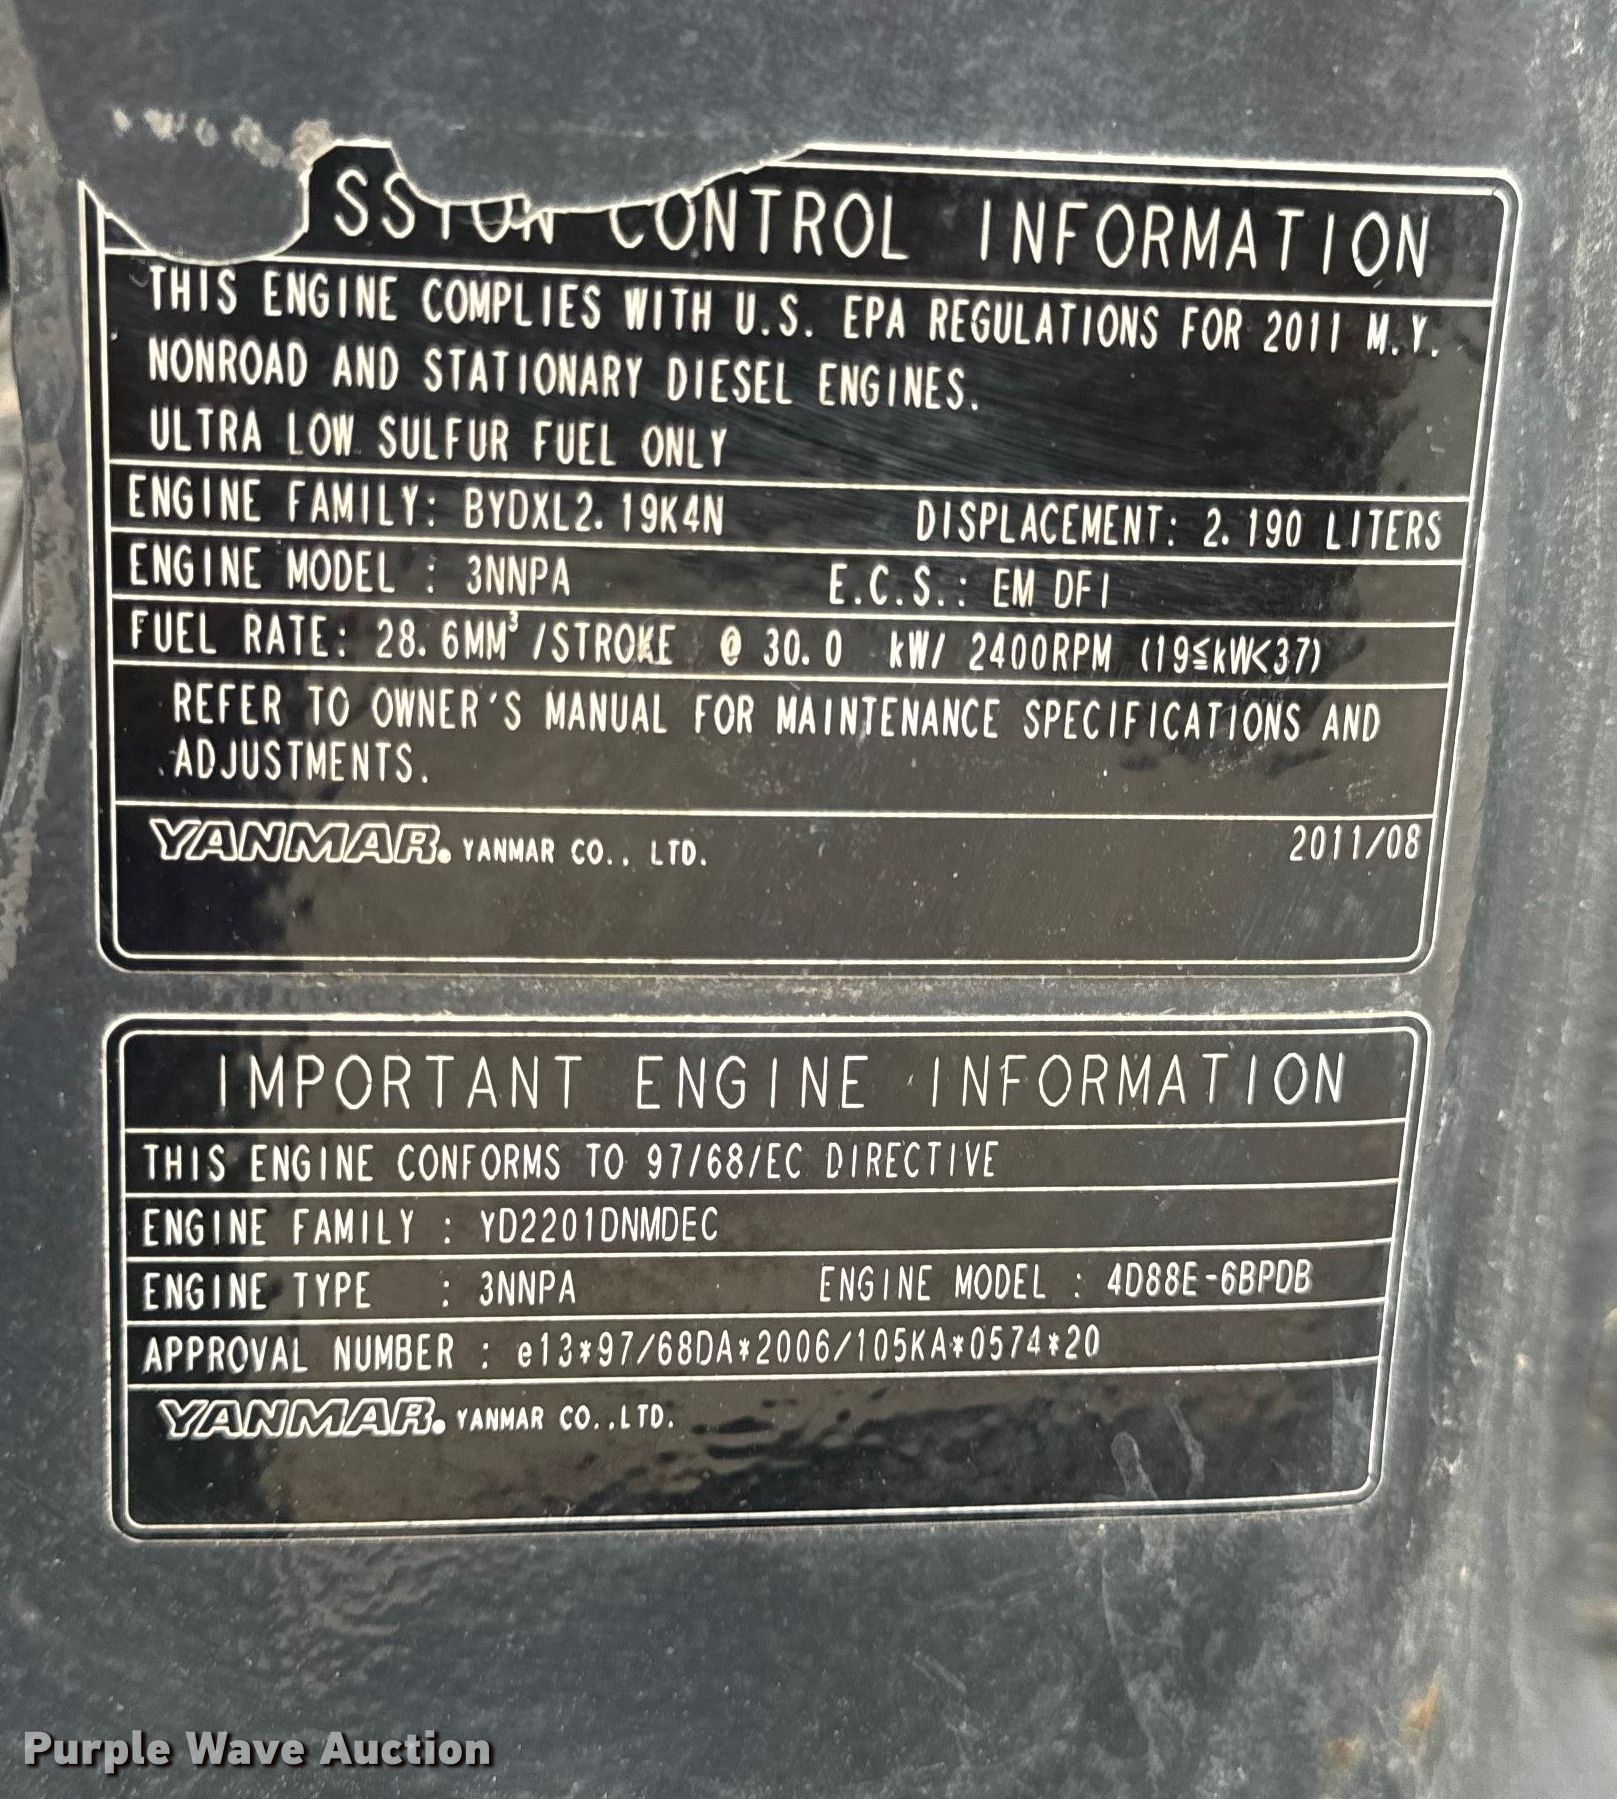 SSION CONTROL INFORMATION
THIS ENGINE COMPLIES WITH U.S. EPA REGULATIONS FOR 2011 M.Y.
NONROAD AND STATIONARY DIESEL ENGINES.
ULTRA LOW SULFUR FUEL ONLY
ENGINE FAMILY: BYDXL2.19K4N DISPLACEMENT: 2.190 LITERS
ENGINE MODEL : 3NNPA E.C.S.: EM DFI
FUEL RATE: 28.6MM³/STROKE @ 30.0 kW/ 2400RPM (19≦kW<37)
REFER TO OWNER'S MANUAL FOR MAINTENANCE SPECIFICATIONS AND
ADJUSTMENTS.
YANMAR. YANMAR CO., LTD. 2011/08
IMPORTANT ENGINE INFORMATION
THIS ENGINE CONFORMS TO 97/68/EC DIRECTIVE
ENGINE FAMILY : YD2201DNMDEC
ENGINE TYPE : 3NNPA ENGINE MODEL : 4D88E-6BPDB
APPROVAL NUMBER : e13*97/68DA*2006/105KA*0574*20
YANMAR. YANMAR CO.,LTD.
Purple Wave Auction